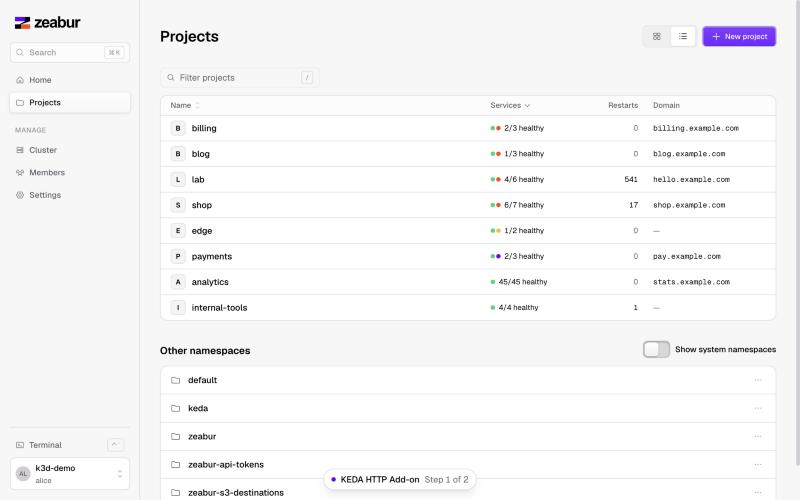 zeabur
Search ⌘K
Home
Projects
MANAGE
Cluster
Members
Settings
Terminal ^`
AL k3d-demo
alice
Projects
New project
Filter projects /
Name Services Restarts Domain
B billing 2/3 healthy 0 billing.example.com
B blog 1/3 healthy 0 blog.example.com
L lab 4/6 healthy 541 hello.example.com
S shop 6/7 healthy 17 shop.example.com
E edge 1/2 healthy 0 —
P payments 2/3 healthy 0 pay.example.com
A analytics 45/45 healthy 0 stats.example.com
I internal-tools 4/4 healthy 1 —
Other namespaces
Show system namespaces
default ···
keda ···
zeabur ···
zeabur-api-tokens ···
zeabur-s3-destinations ···
KEDA HTTP Add-on Step 1 of 2